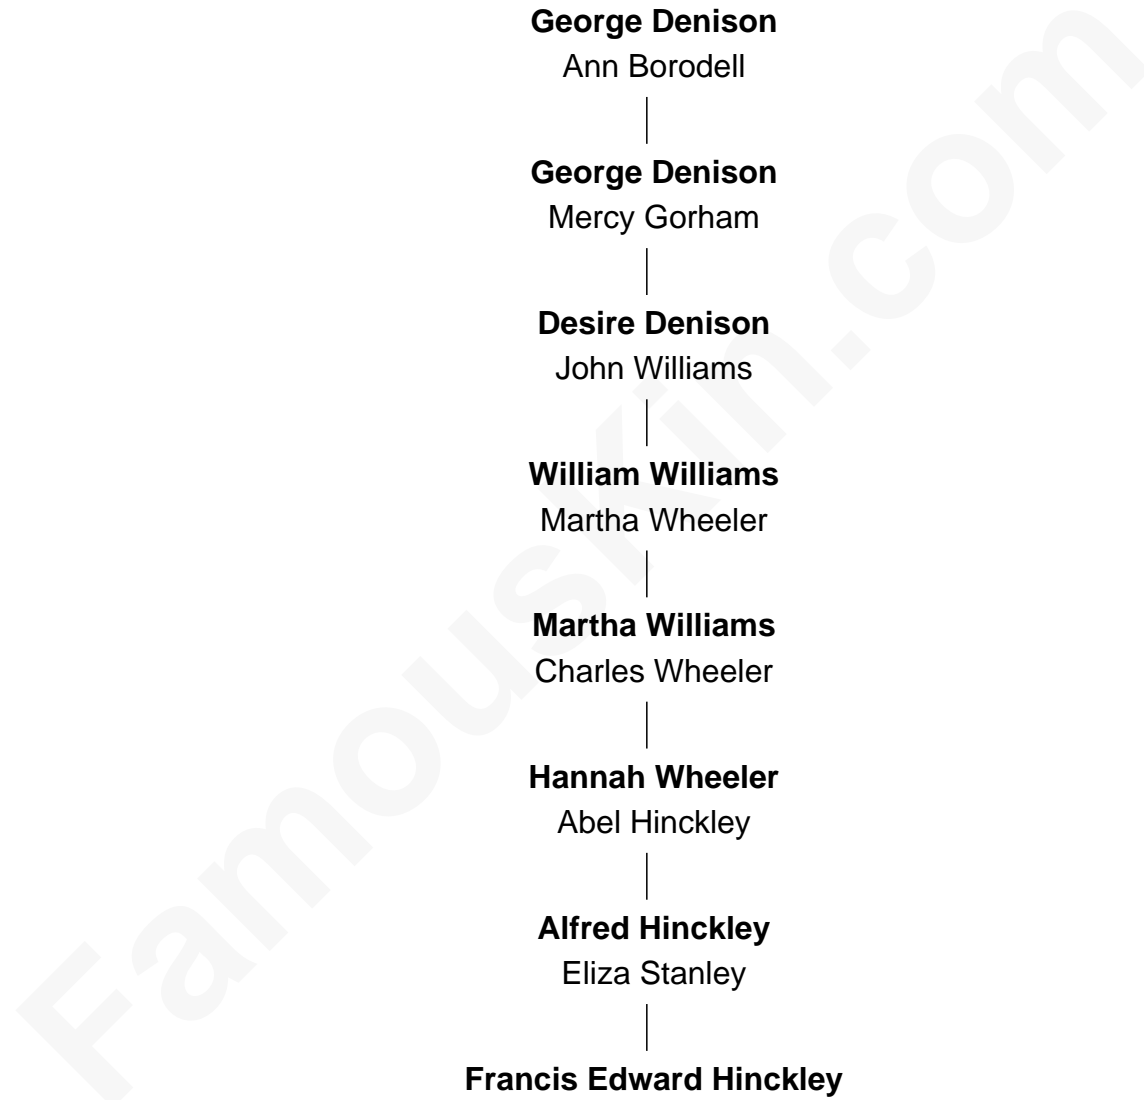 George Denison
Ann Borodell
George Denison
Mercy Gorham
Desire Denison
John Williams
William Williams
Martha Wheeler
Martha Williams
Charles Wheeler
Hannah Wheeler
Abel Hinckley
Alfred Hinckley
Eliza Stanley
Francis Edward Hinckley
FamousKin.com